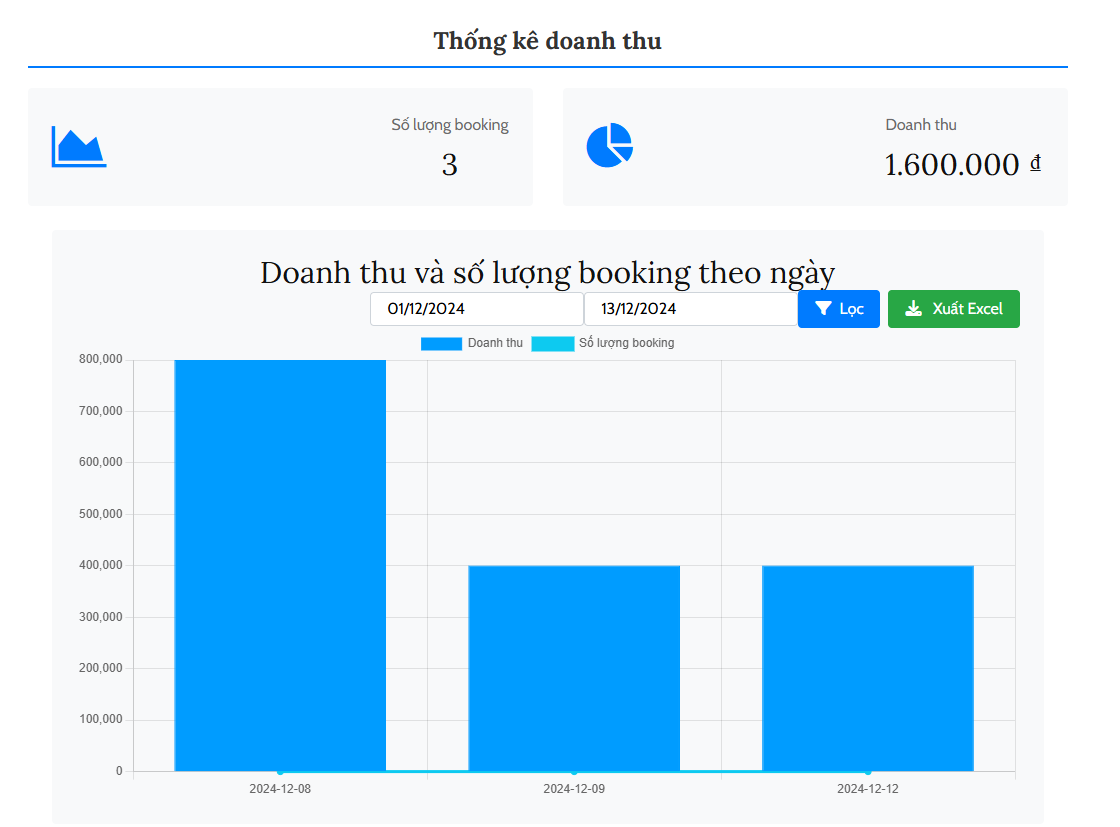 Thống kê doanh thu
Số lượng booking
3
Doanh thu
1.600.000 đ
Doanh thu và số lượng booking theo ngày
01/12/2024
13/12/2024
Lọc
Xuất Excel
Doanh thu
Số lượng booking
800,000
700,000
600,000
500,000
400,000
300,000
200,000
100,000
0
2024-12-08
2024-12-09
2024-12-12